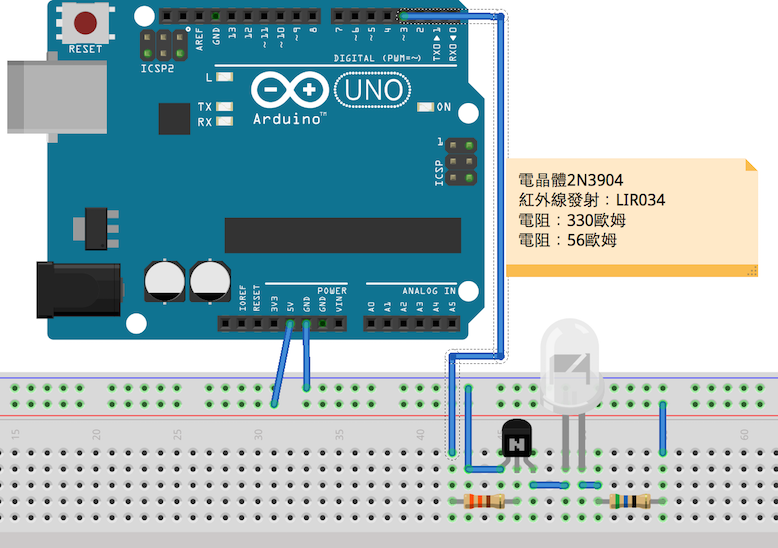 RESET
ICSP2
AREF
GND
13
12
~11
~10
~9
8
7
~6
~5
4
~3
2
TX0▶1
RX0◀0
DIGITAL (PWM=~)
L
TX
RX
UNO
Arduino™
ON
1
ICSP
電晶體2N3904
紅外線發射：LIR034
電阻：330歐姆
電阻：56歐姆
IOREF
RESET
3V3
5V
GND
GND
VIN
POWER
ANALOG IN
A0
A1
A2
A3
A4
A5
15
20
25
30
35
40
60
N